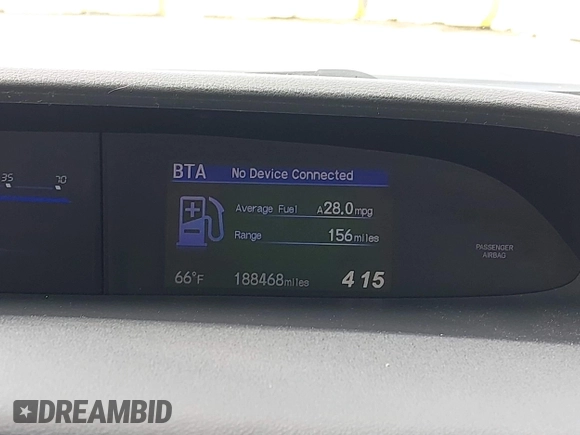 35 70
BTA No Device Connected
Average Fuel A28.0mpg
Range 156miles
PASSENGER
AIRBAG
66°F 188468miles 4 15
DREAMBID